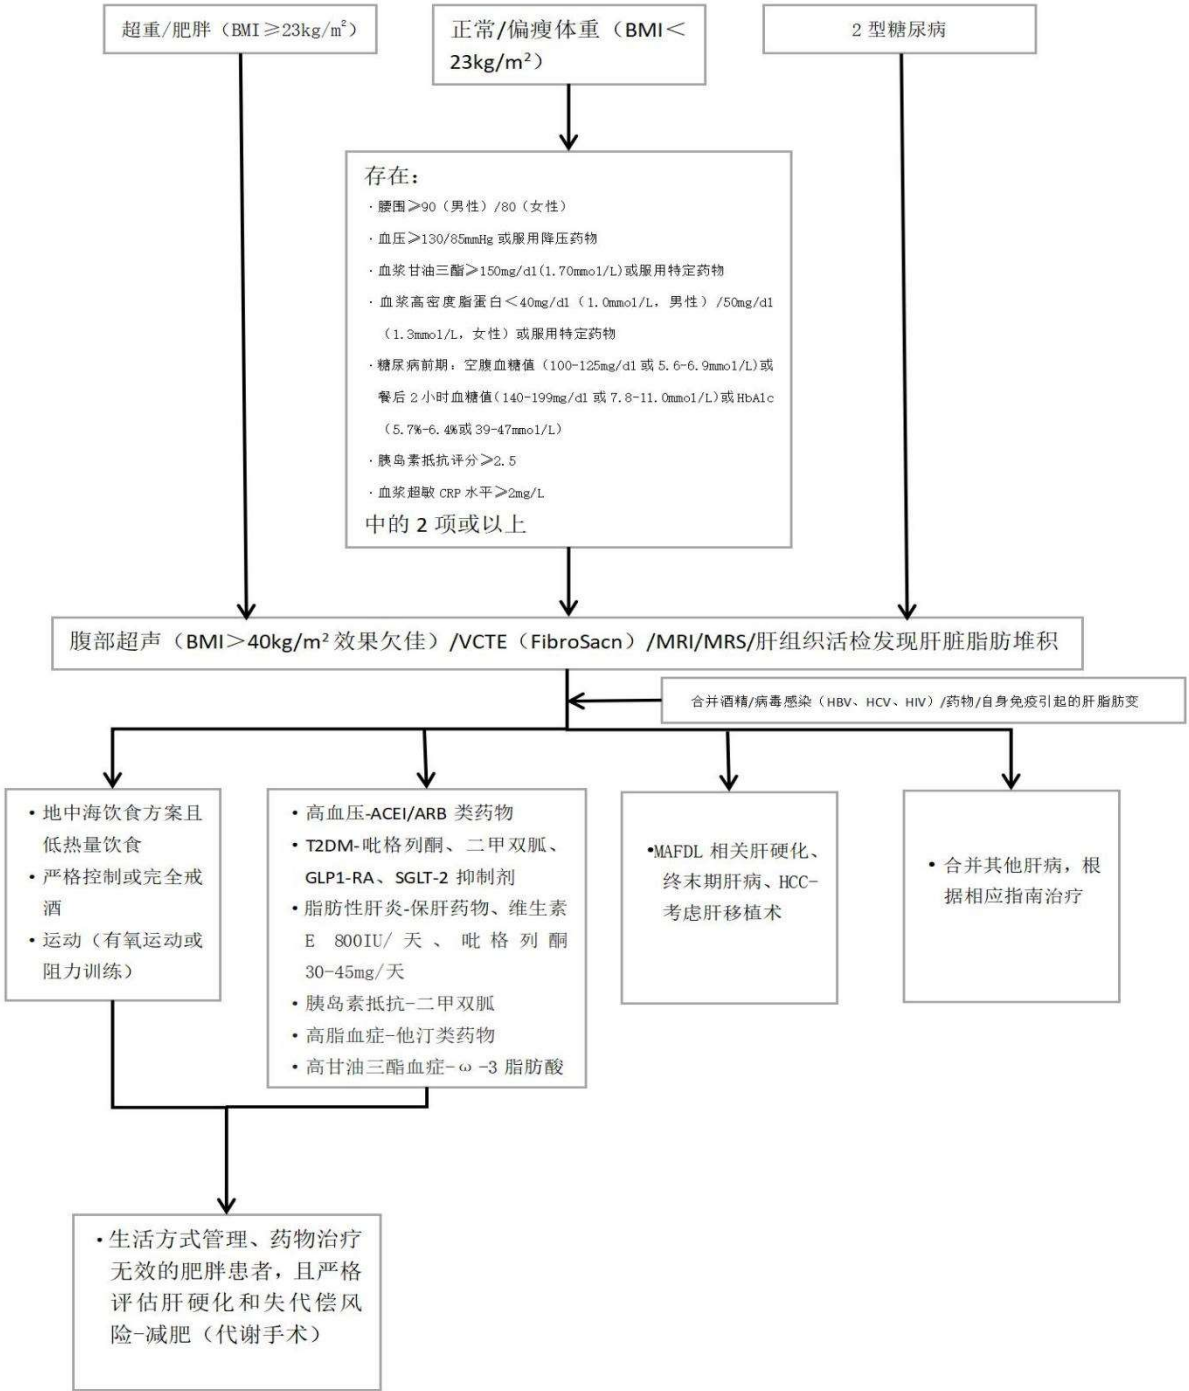 超重/肥胖（BMI≥23kg/m²）
正常/偏瘦体重（BMI＜
23kg/m²）
2 型糖尿病
存在：
· 腰围≥90（男性）/80（女性）
· 血压≥130/85mmHg 或服用降压药物
· 血浆甘油三酯≥150mg/dl(1.70mmol/L)或服用特定药物
· 血浆高密度脂蛋白＜40mg/dl（1.0mmol/L，男性）/50mg/dl
（1.3mmol/L，女性）或服用特定药物
· 糖尿病前期：空腹血糖值（100-125mg/dl 或 5.6-6.9mmol/L)或
餐后 2 小时血糖值(140-199mg/dl 或 7.8-11.0mmol/L)或 HbA1c
（5.7%-6.4%或 39-47mmol/L)
· 胰岛素抵抗评分≥2.5
· 血浆超敏 CRP 水平≥2mg/L
中的 2 项或以上
腹部超声（BMI＞40kg/m² 效果欠佳）/VCTE（FibroSacn）/MRI/MRS/肝组织活检发现肝脏脂肪堆积
合并酒精/病毒感染（HBV、HCV、HIV）/药物/自身免疫引起的肝脂肪变
• 地中海饮食方案且
低热量饮食
• 严格控制或完全戒
酒
• 运动（有氧运动或
阻力训练）
• 高血压-ACEI/ARB 类药物
• T2DM-吡格列酮、二甲双胍、
GLP1-RA、SGLT-2 抑制剂
• 脂肪性肝炎-保肝药物、维生素
E 800IU/ 天 、 吡 格 列 酮
30-45mg/天
• 胰岛素抵抗-二甲双胍
• 高脂血症-他汀类药物
• 高甘油三酯血症-ω-3 脂肪酸
•MAFDL 相关肝硬化、
终末期肝病、HCC-
考虑肝移植术
• 合并其他肝病，根
据相应指南治疗
• 生活方式管理、药物治疗
无效的肥胖患者，且严格
评估肝硬化和失代偿风
险-减肥（代谢手术）